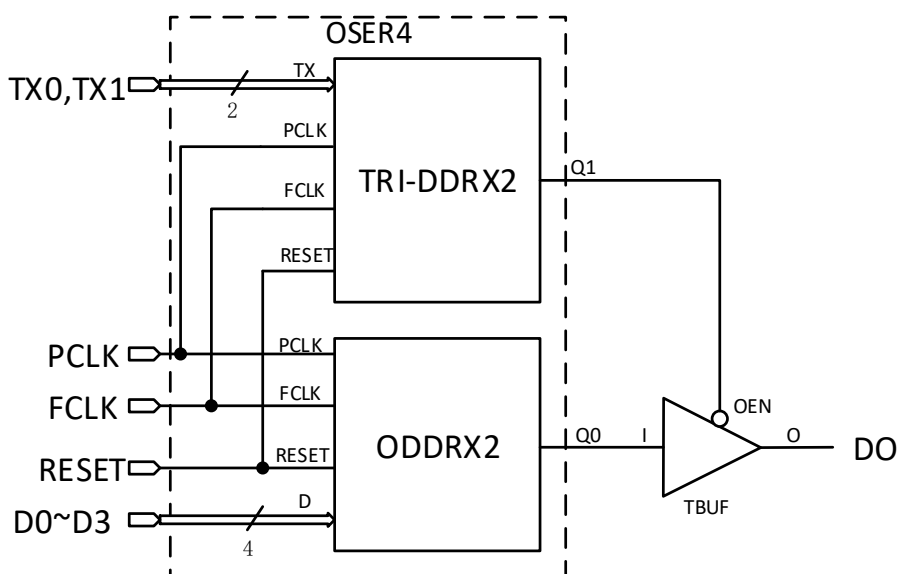 OSER4
TX0,TX1
2
TX
PCLK
FCLK
RESET
TRI-DDRX2
Q1
PCLK
FCLK
RESET
D0~D3
4
PCLK
FCLK
RESET
D
ODDRX2
Q0
I
OEN
O
DO
TBUF